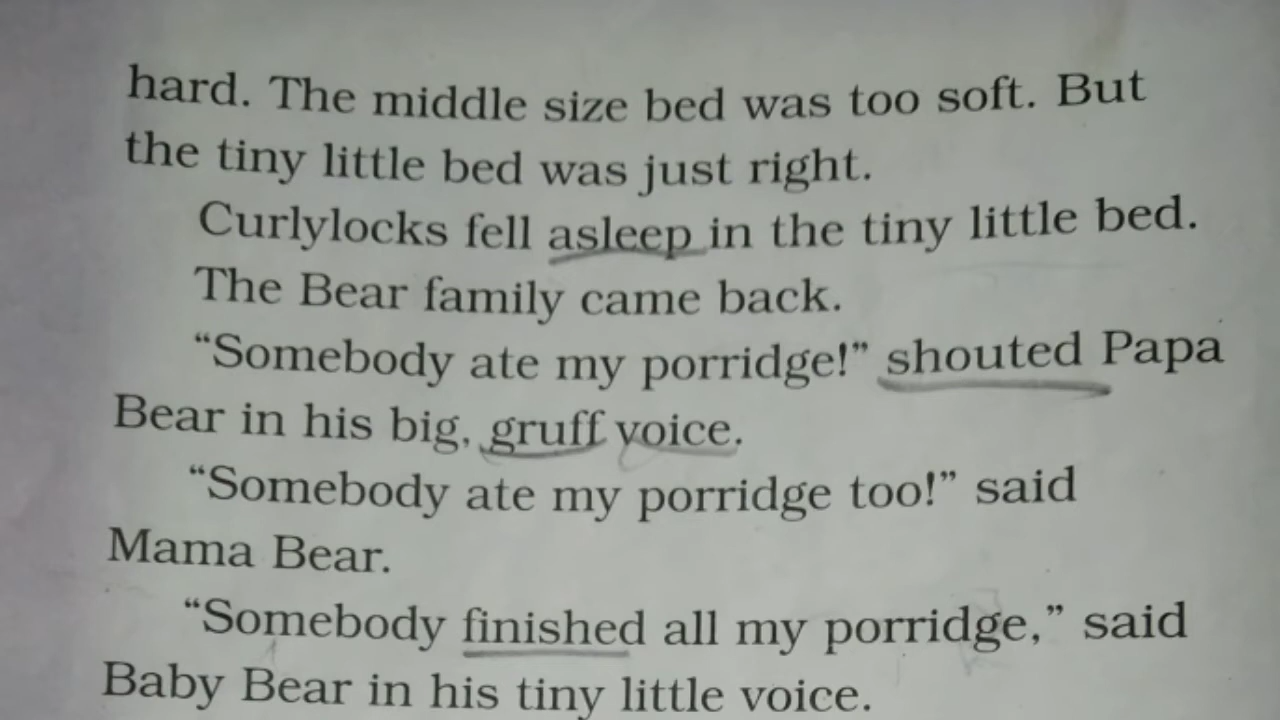 hard. The middle size bed was too soft. But
the tiny little bed was just right.
Curlylocks fell asleep in the tiny little bed.
The Bear family came back.
“Somebody ate my porridge!” shouted Papa
Bear in his big, gruff voice.
“Somebody ate my porridge too!” said
Mama Bear.
“Somebody finished all my porridge,” said
Baby Bear in his tiny little voice.